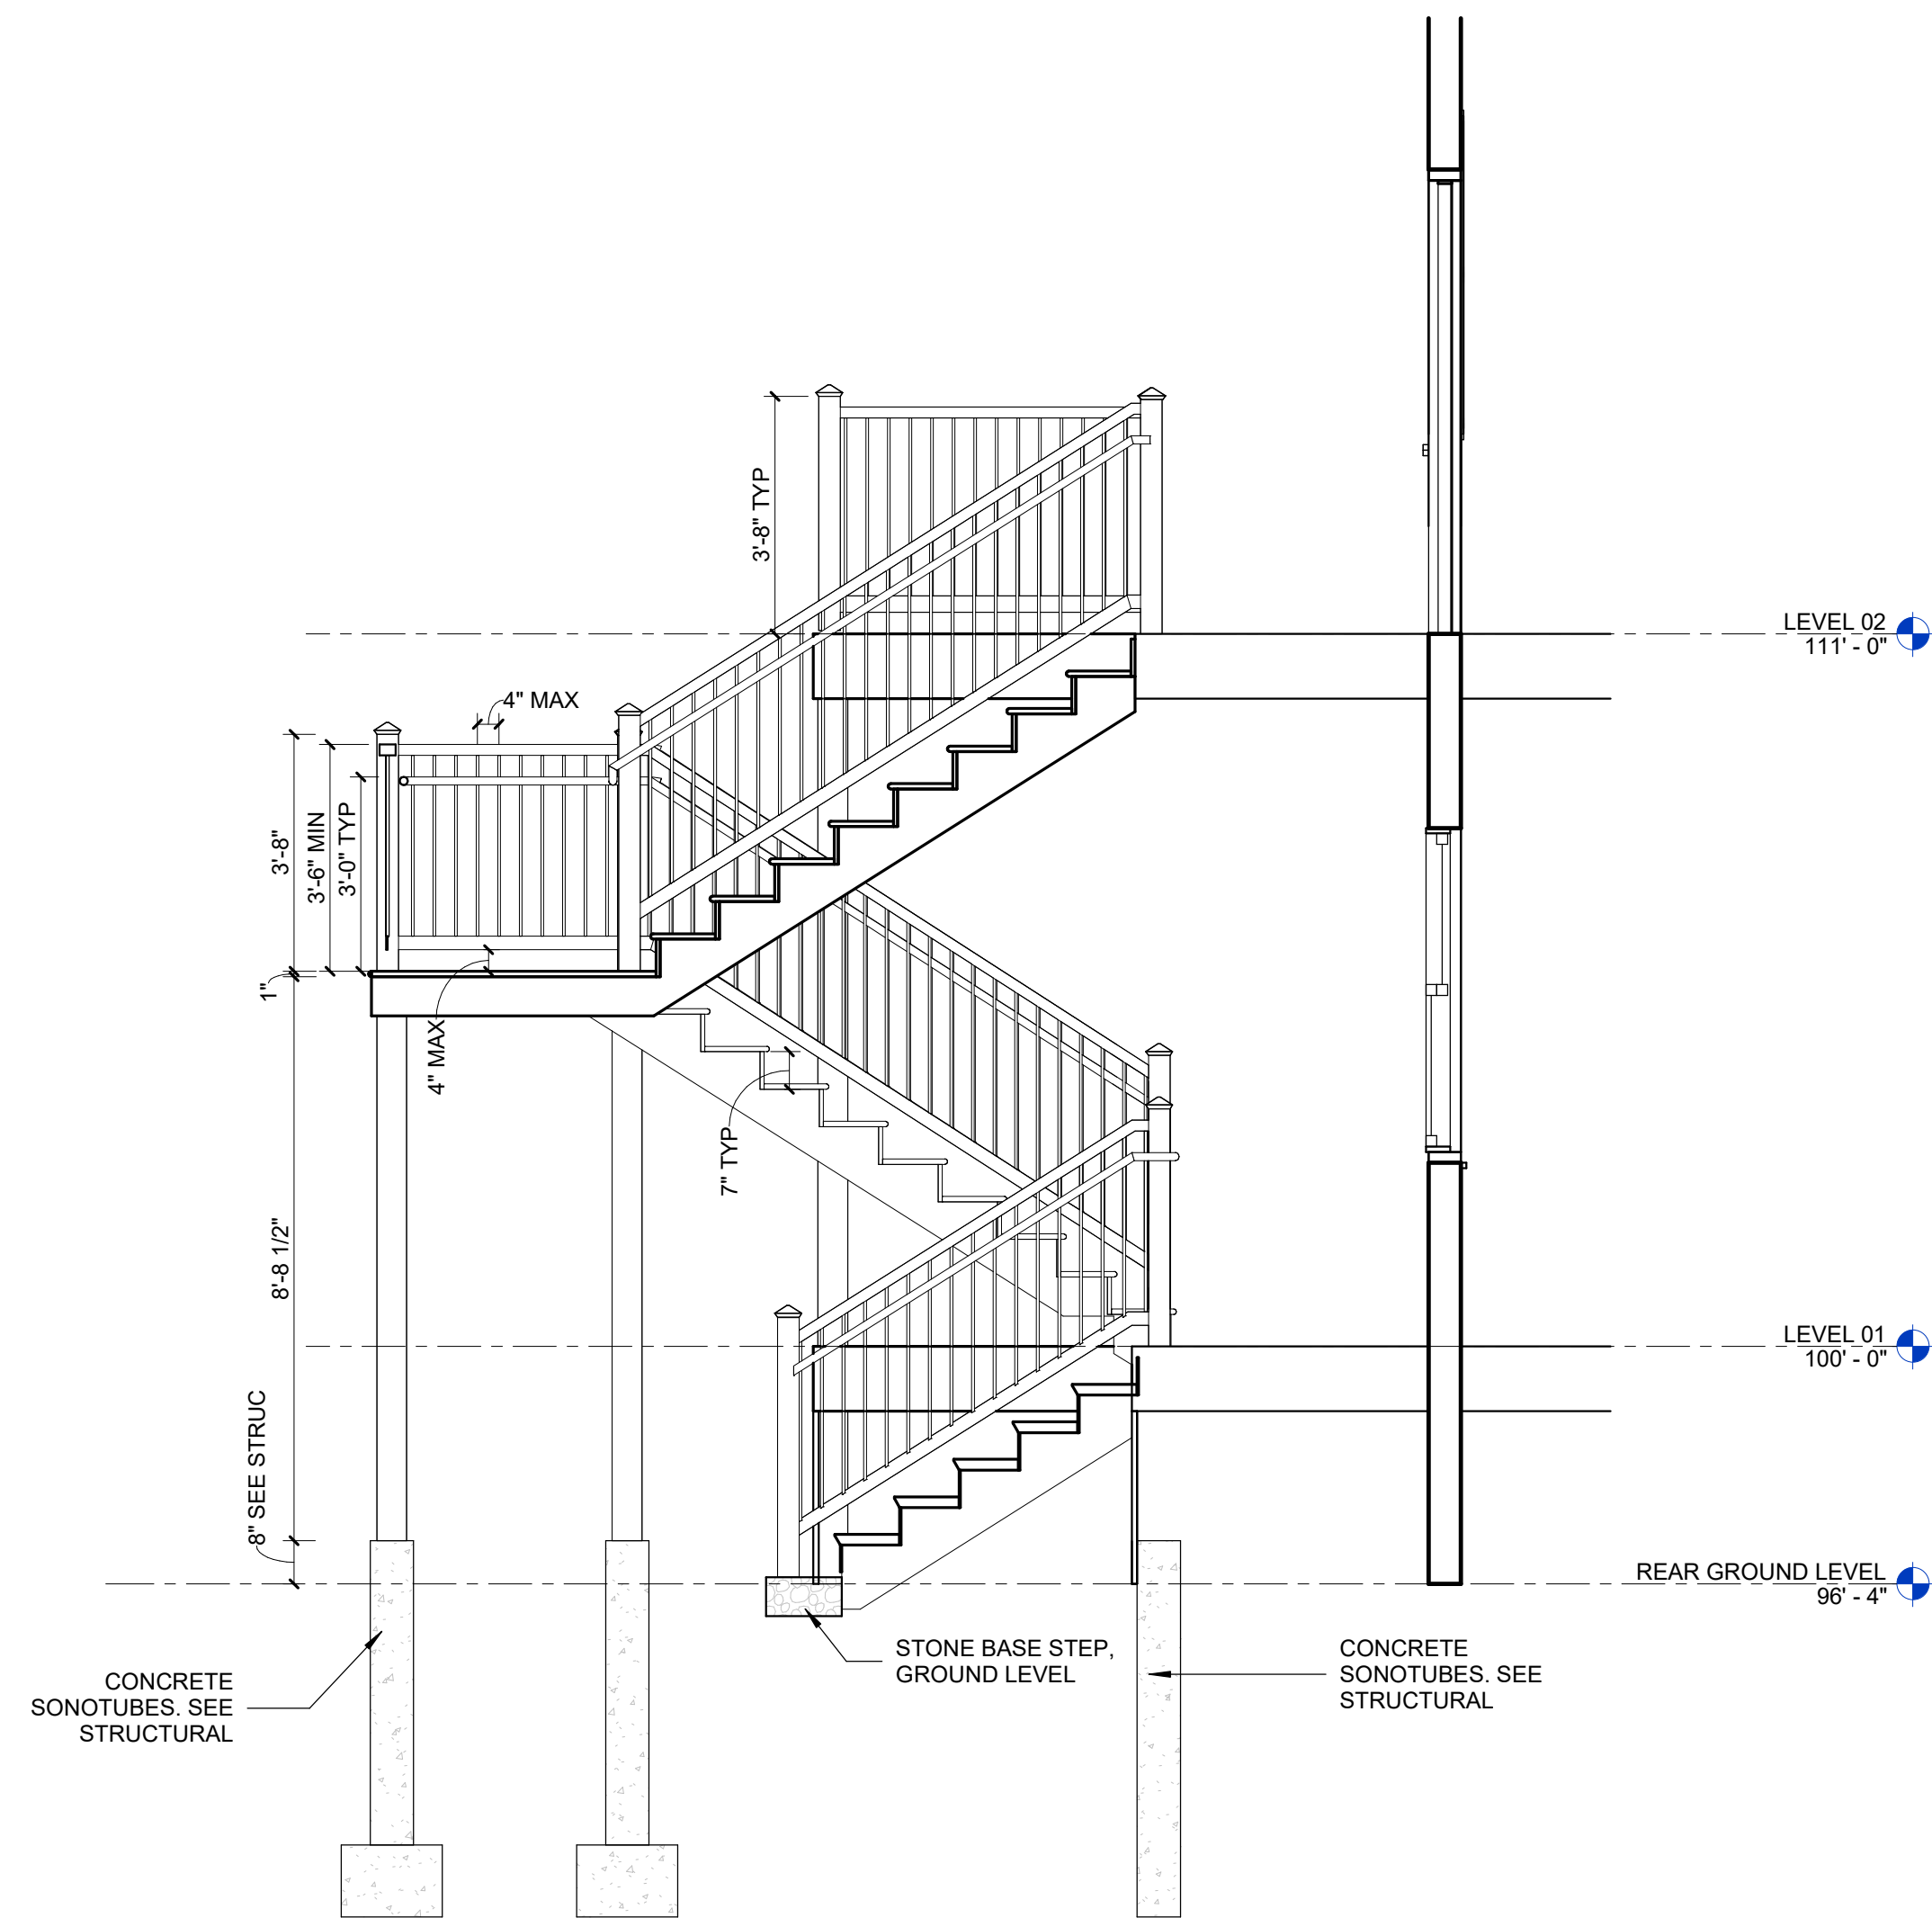 3'-8" TYP
LEVEL 02
111' - 0"
4" MAX
3'-8"
3'-6" MIN
3'-0" TYP
1"
4" MAX
7" TYP
8'-8 1/2"
LEVEL 01
100' - 0"
8" SEE STRUC
REAR GROUND LEVEL
96' - 4"
STONE BASE STEP,
GROUND LEVEL
CONCRETE
SONOTUBES. SEE
STRUCTURAL
CONCRETE
SONOTUBES. SEE
STRUCTURAL